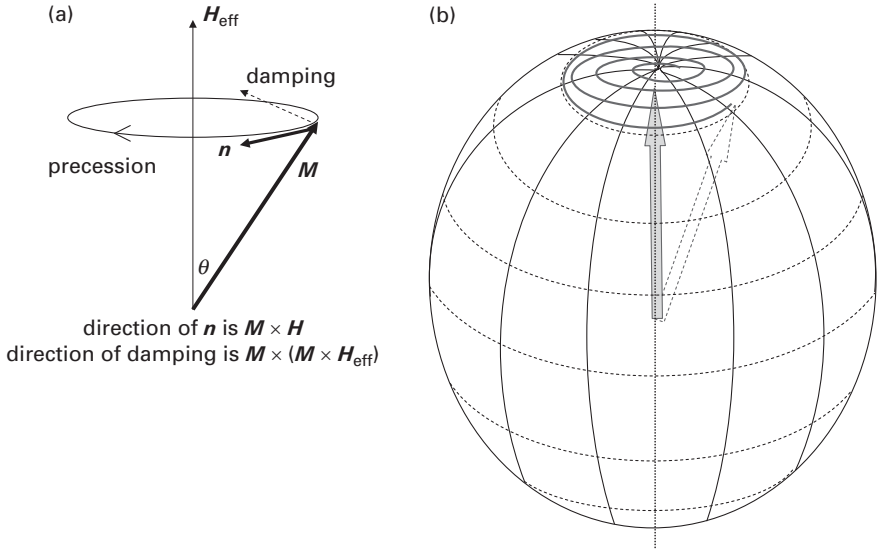 (a)
H_eff
damping
n
M
precession
θ
direction of n is M × H
direction of damping is M × (M × H_eff)
(b)